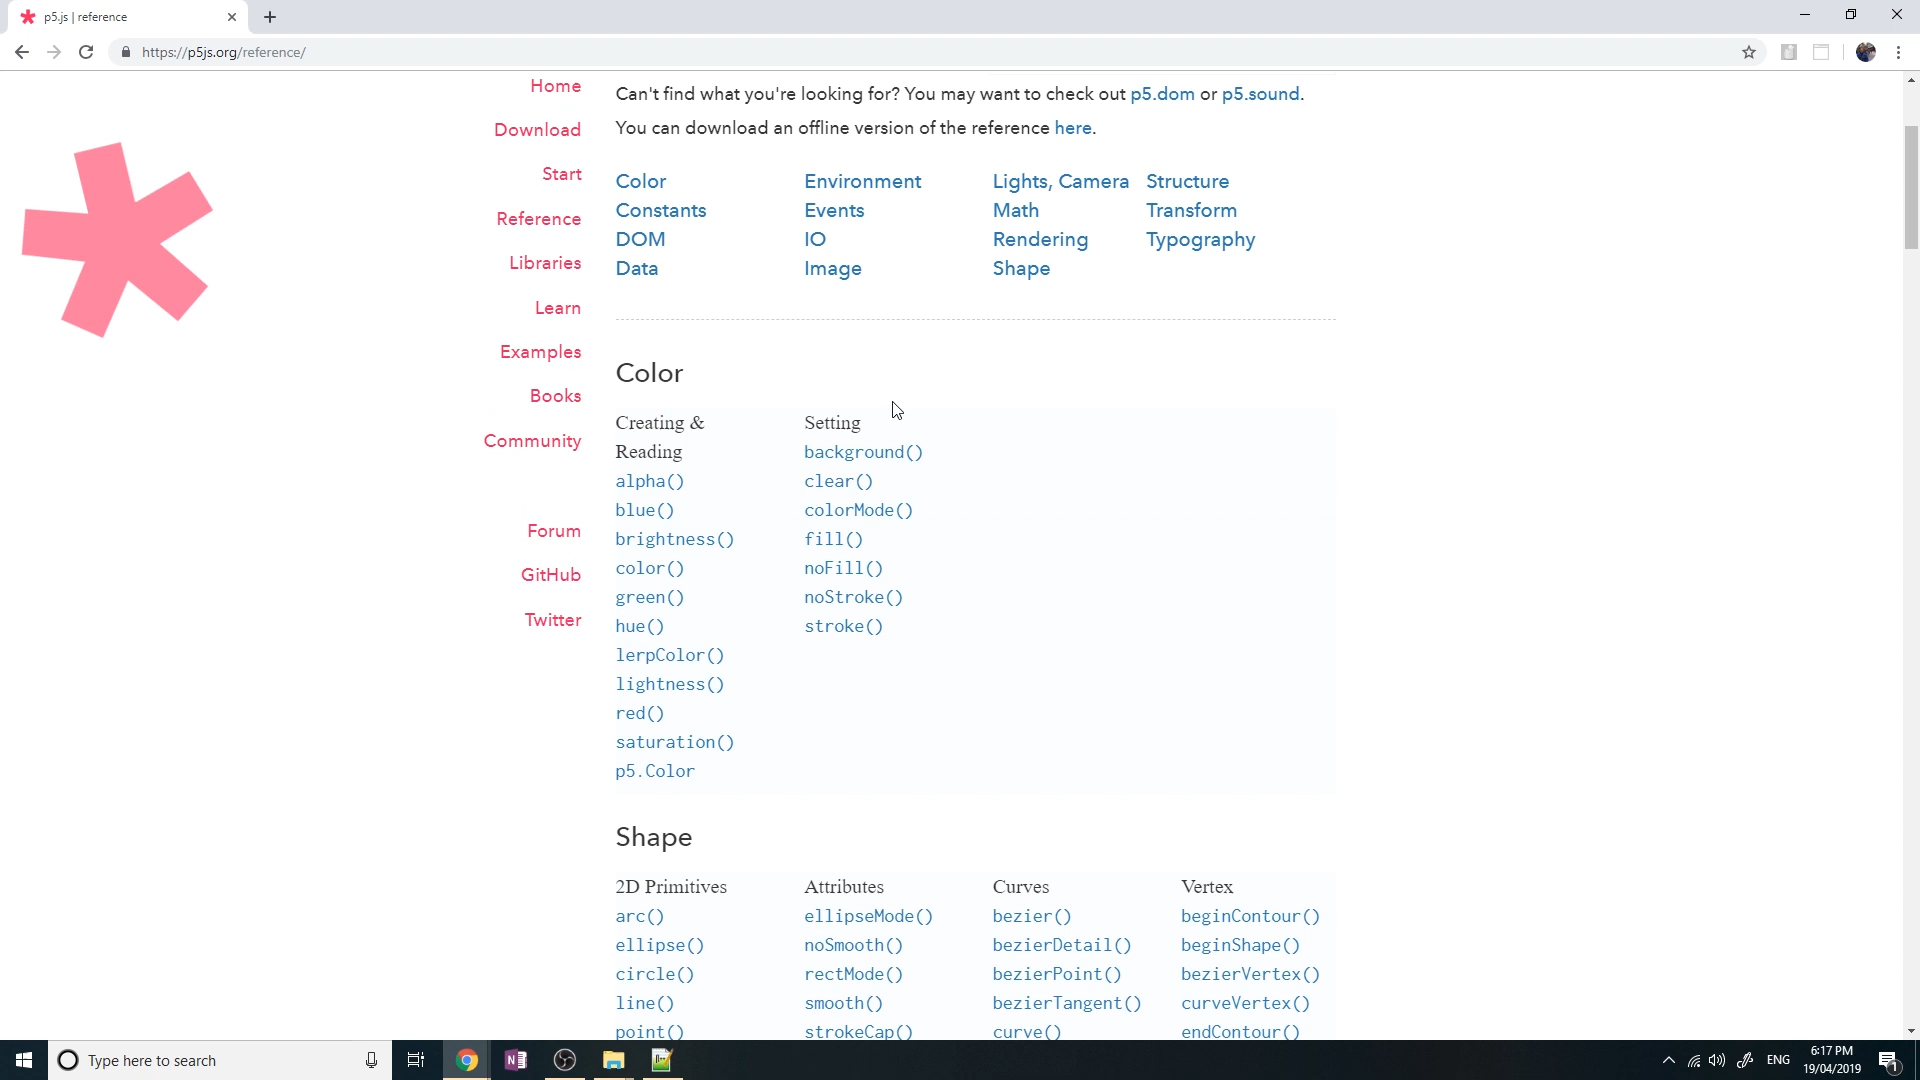 p5.js | reference
https://p5js.org/reference/
Home
Download
Start
Reference
Libraries
Learn
Examples
Books
Community
Forum
GitHub
Twitter
Can't find what you're looking for? You may want to check out p5.dom or p5.sound.
You can download an offline version of the reference here.
Color
Constants
DOM
Data
Environment
Events
IO
Image
Lights, Camera
Math
Rendering
Shape
Structure
Transform
Typography
Color
Creating &
Reading
alpha()
blue()
brightness()
color()
green()
hue()
lerpColor()
lightness()
red()
saturation()
p5.Color
Setting
background()
clear()
colorMode()
fill()
noFill()
noStroke()
stroke()
Shape
2D Primitives
arc()
ellipse()
circle()
line()
point()
Attributes
ellipseMode()
noSmooth()
rectMode()
smooth()
strokeCap()
Curves
bezier()
bezierDetail()
bezierPoint()
bezierTangent()
curve()
Vertex
beginContour()
beginShape()
bezierVertex()
curveVertex()
endContour()
Type here to search
N
ENG
6:17 PM
19/04/2019
1